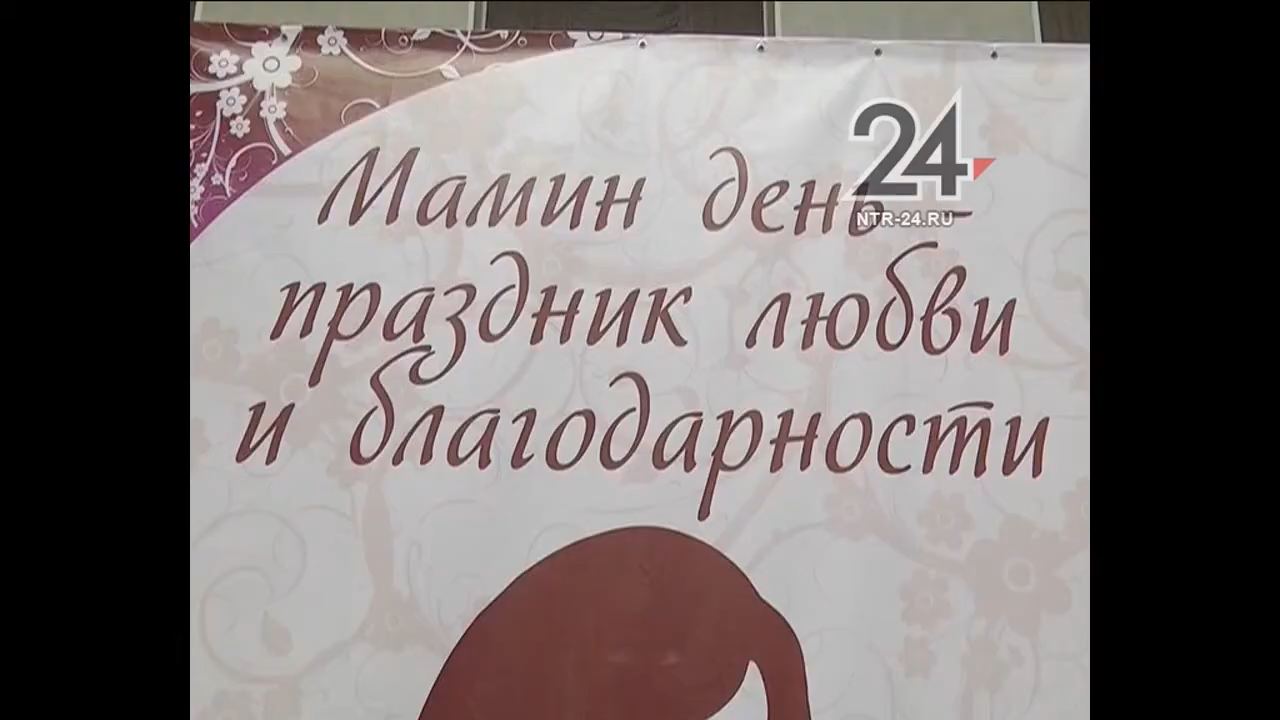 24
NTR-24.RU
Мамин день -
праздник любви
и благодарности